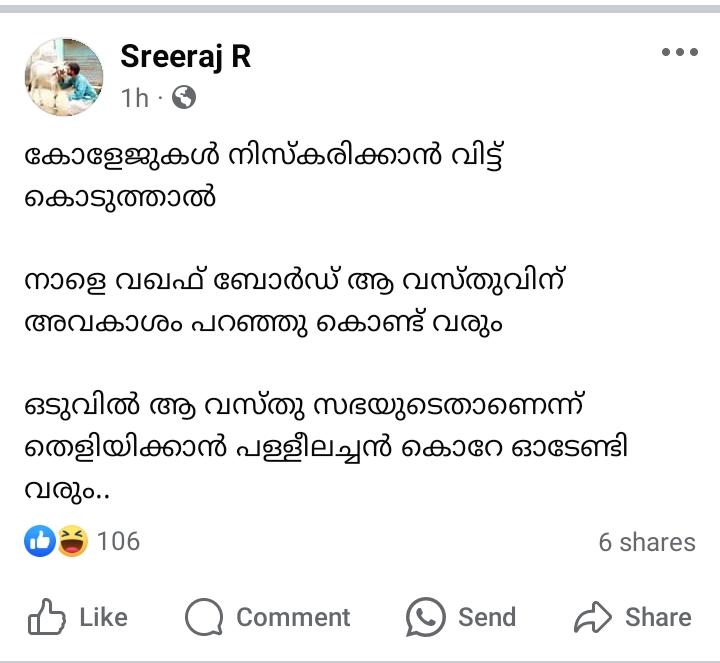 Sreeraj R
1h ·
കോളേജുകൾ നിസ്കരിക്കാൻ വിട്ട്
കൊടുത്താൽ
നാളെ വഖഫ് ബോർഡ് ആ വസ്തുവിന്
അവകാശം പറഞ്ഞു കൊണ്ട് വരും
ഒടുവിൽ ആ വസ്തു സഭയുടെതാണെന്ന്
തെളിയിക്കാൻ പള്ളീലച്ചൻ കൊറേ ഓടേണ്ടി
വരും..
106 6 shares
Like Comment Send Share